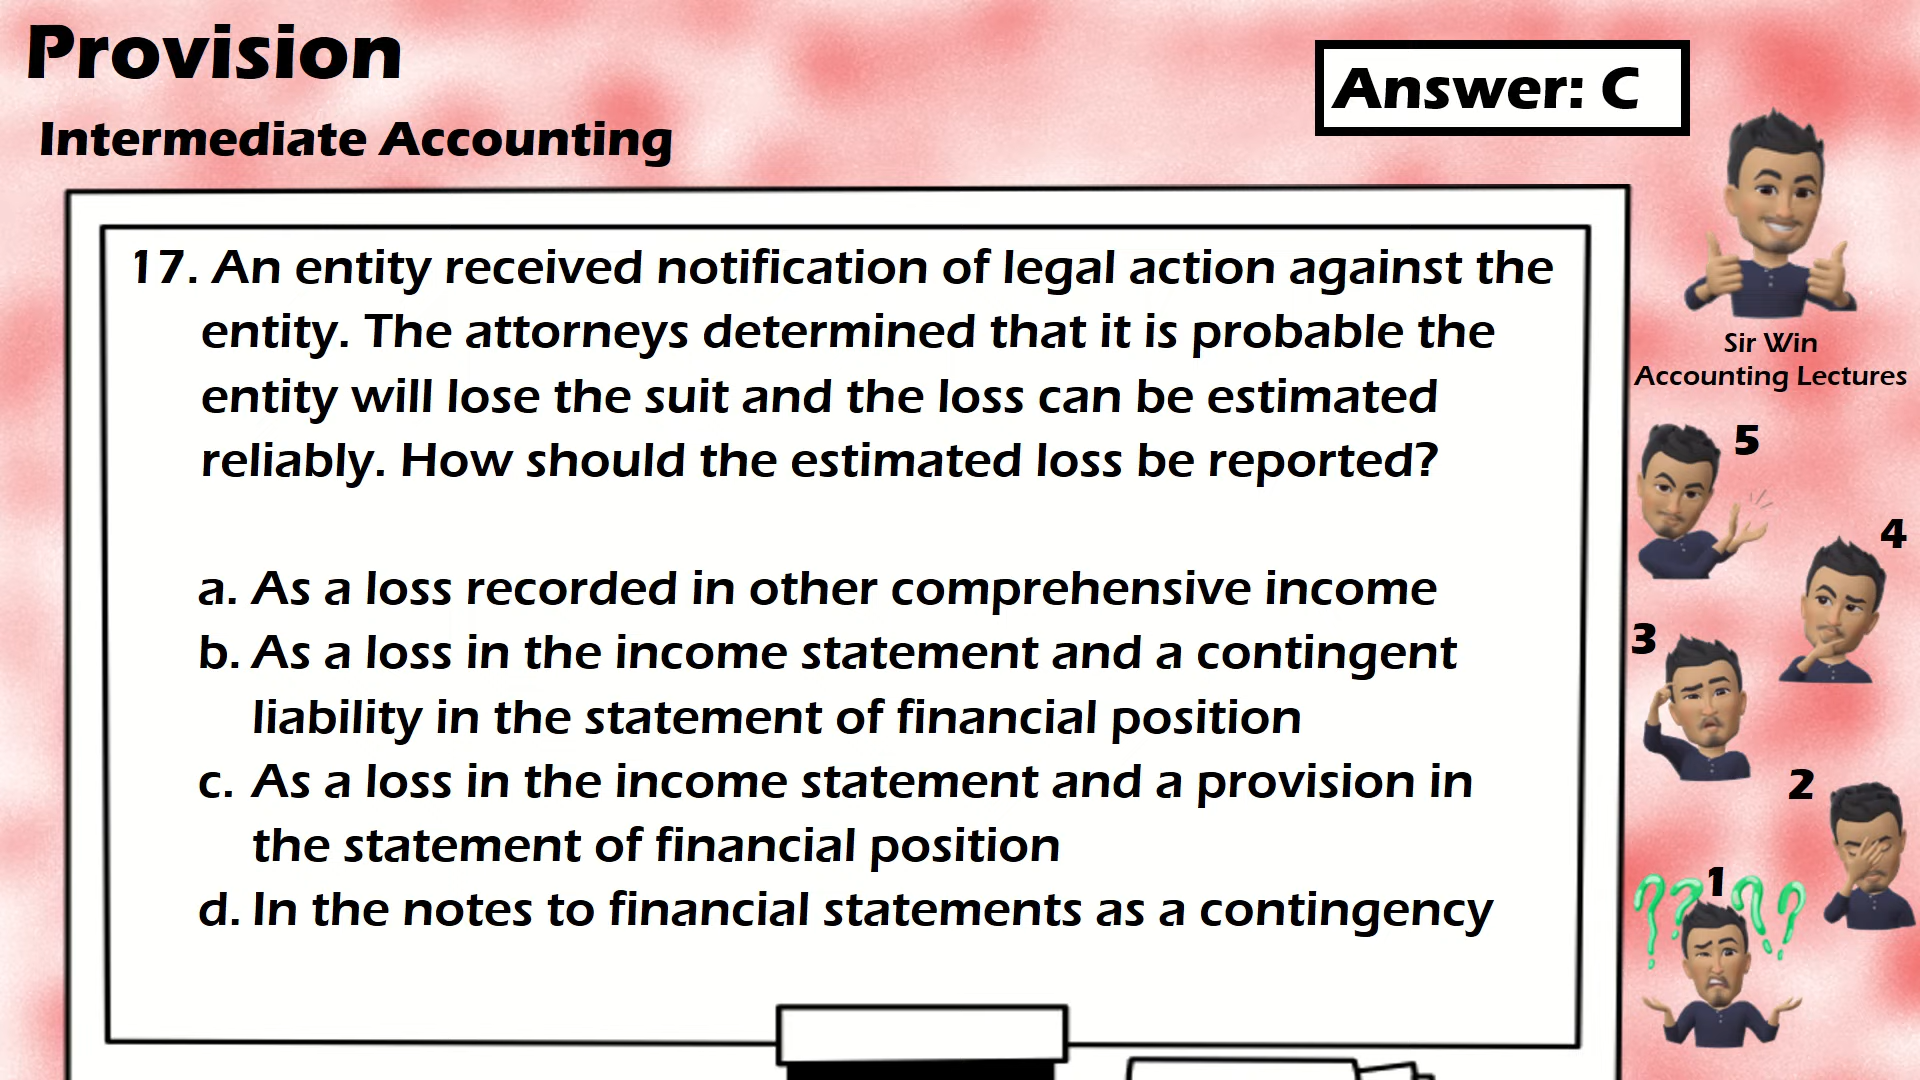 Provision
Intermediate Accounting
Answer: C
Sir Win
Accounting Lectures
17. An entity received notification of legal action against the
entity. The attorneys determined that it is probable the
entity will lose the suit and the loss can be estimated
reliably. How should the estimated loss be reported?
a. As a loss recorded in other comprehensive income
b. As a loss in the income statement and a contingent
liability in the statement of financial position
c. As a loss in the income statement and a provision in
the statement of financial position
d. In the notes to financial statements as a contingency
5
4
3
2
1
????